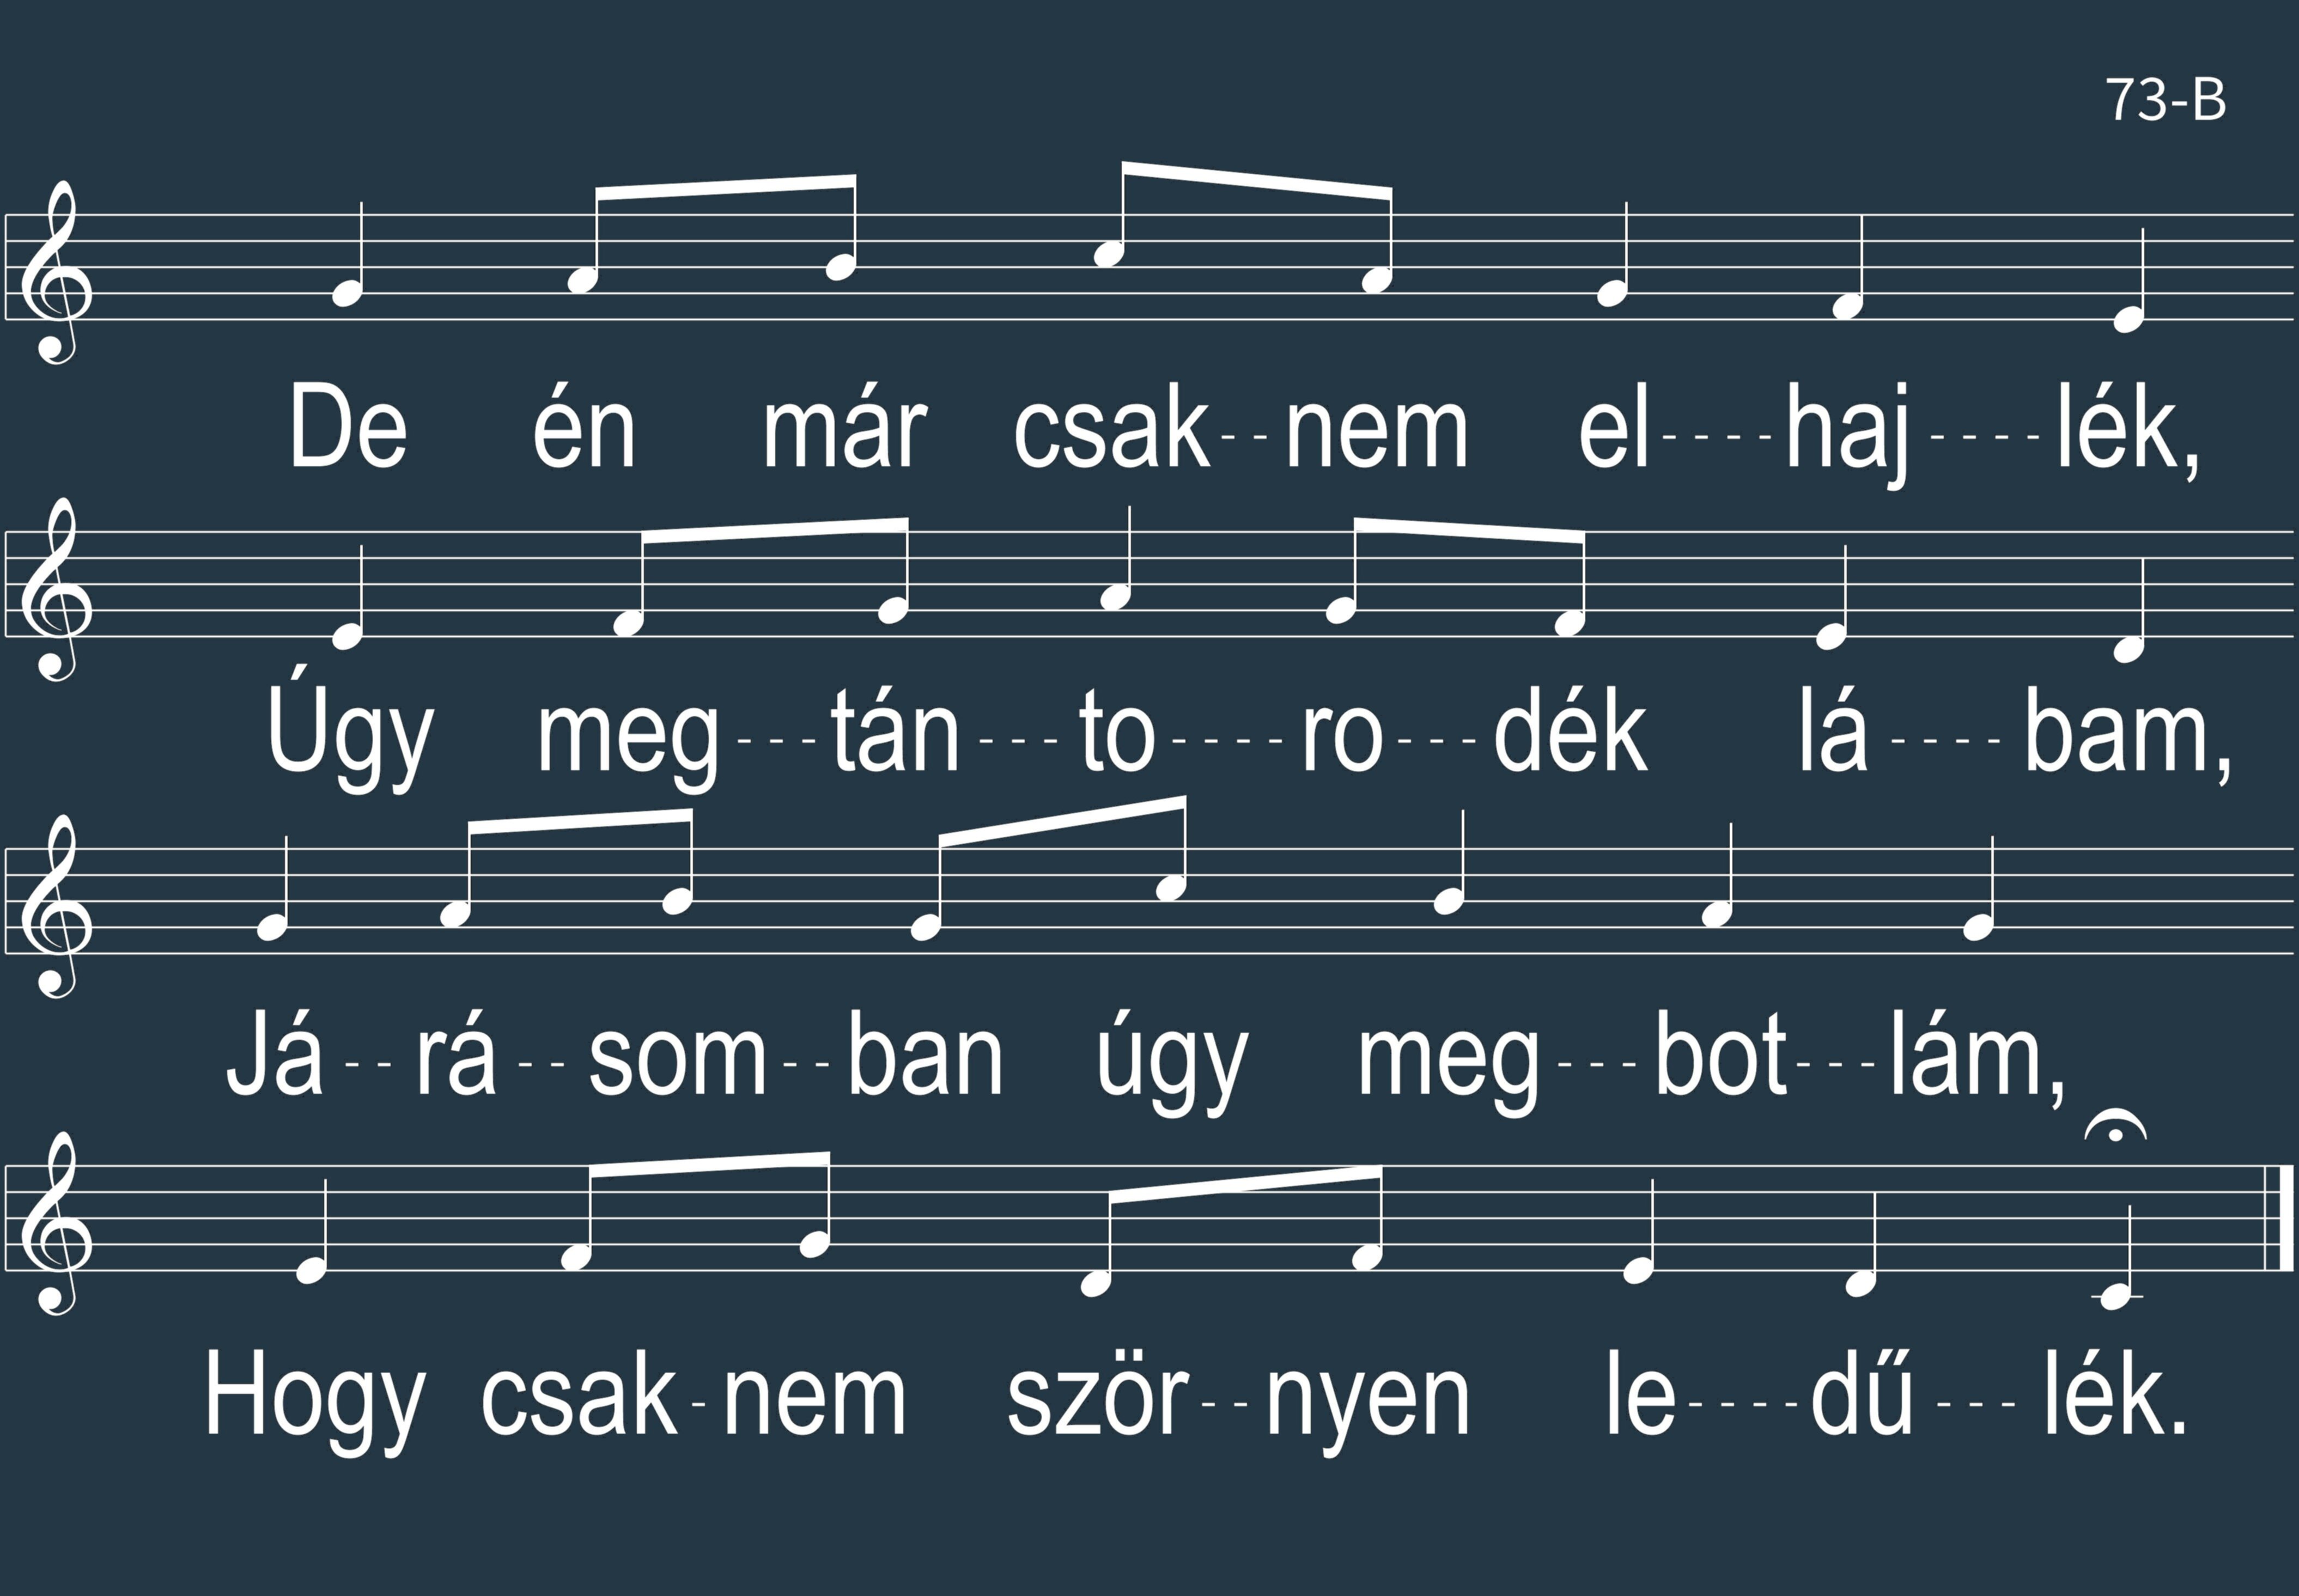 73-B
De én már csak--nem el----haj----lék,
Úgy meg---tán---to----ro---dék lá----bam,
Já--rá--som--ban úgy meg---bot---lám,
Hogy csak-nem ször--nyen le----dű---lék.